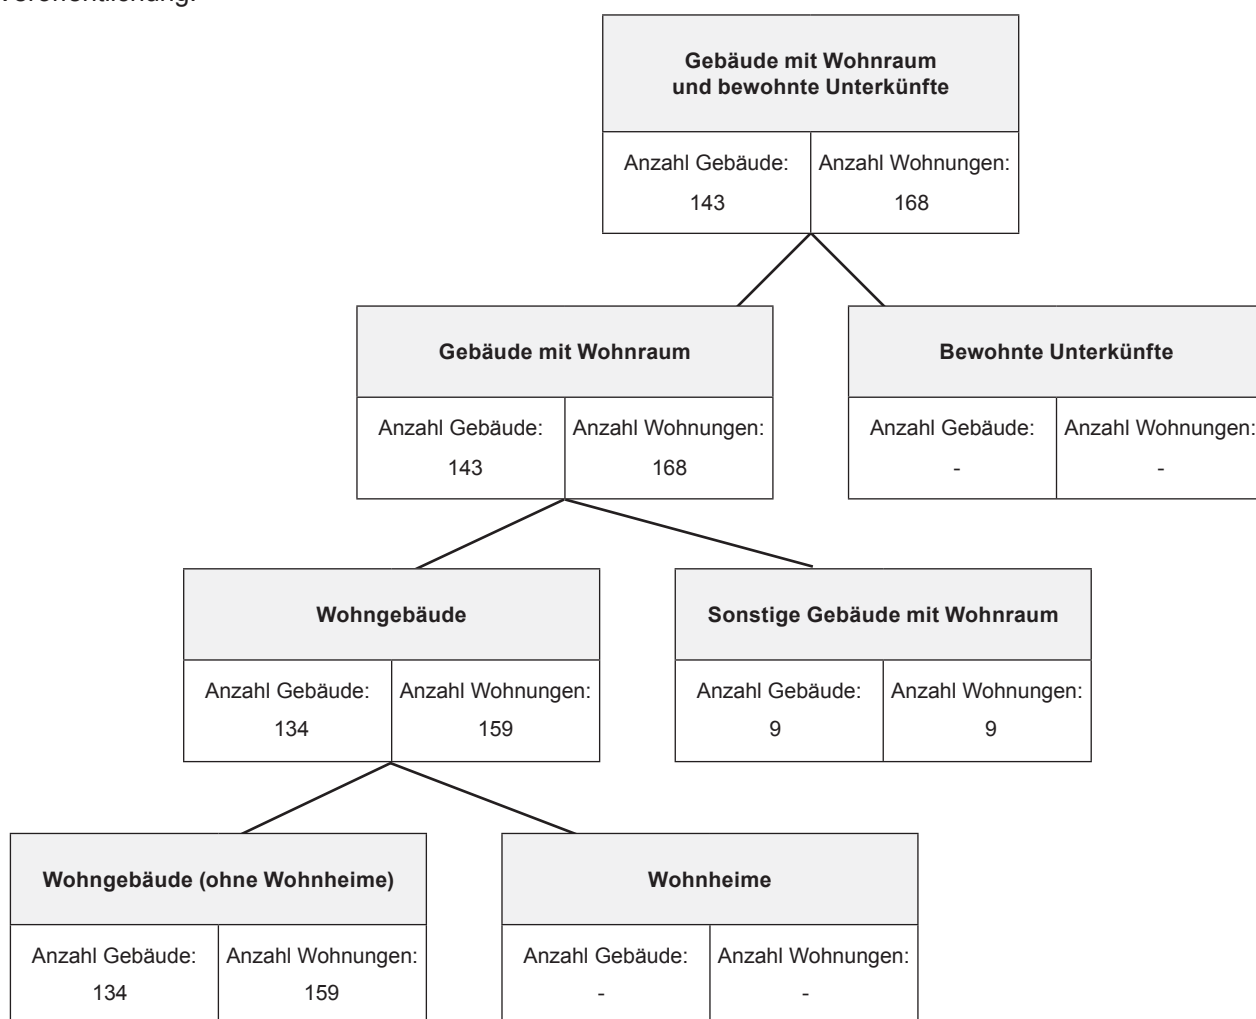 Veröffentlichung.
Gebäude mit Wohnraum
und bewohnte Unterkünfte
Anzahl Gebäude: Anzahl Wohnungen:
143 168
Gebäude mit Wohnraum Bewohnte Unterkünfte
Anzahl Gebäude: Anzahl Wohnungen: Anzahl Gebäude: Anzahl Wohnungen:
143 168 - -
Wohngebäude Sonstige Gebäude mit Wohnraum
Anzahl Gebäude: Anzahl Wohnungen: Anzahl Gebäude: Anzahl Wohnungen:
134 159 9 9
Wohngebäude (ohne Wohnheime) Wohnheime
Anzahl Gebäude: Anzahl Wohnungen: Anzahl Gebäude: Anzahl Wohnungen:
134 159 - -